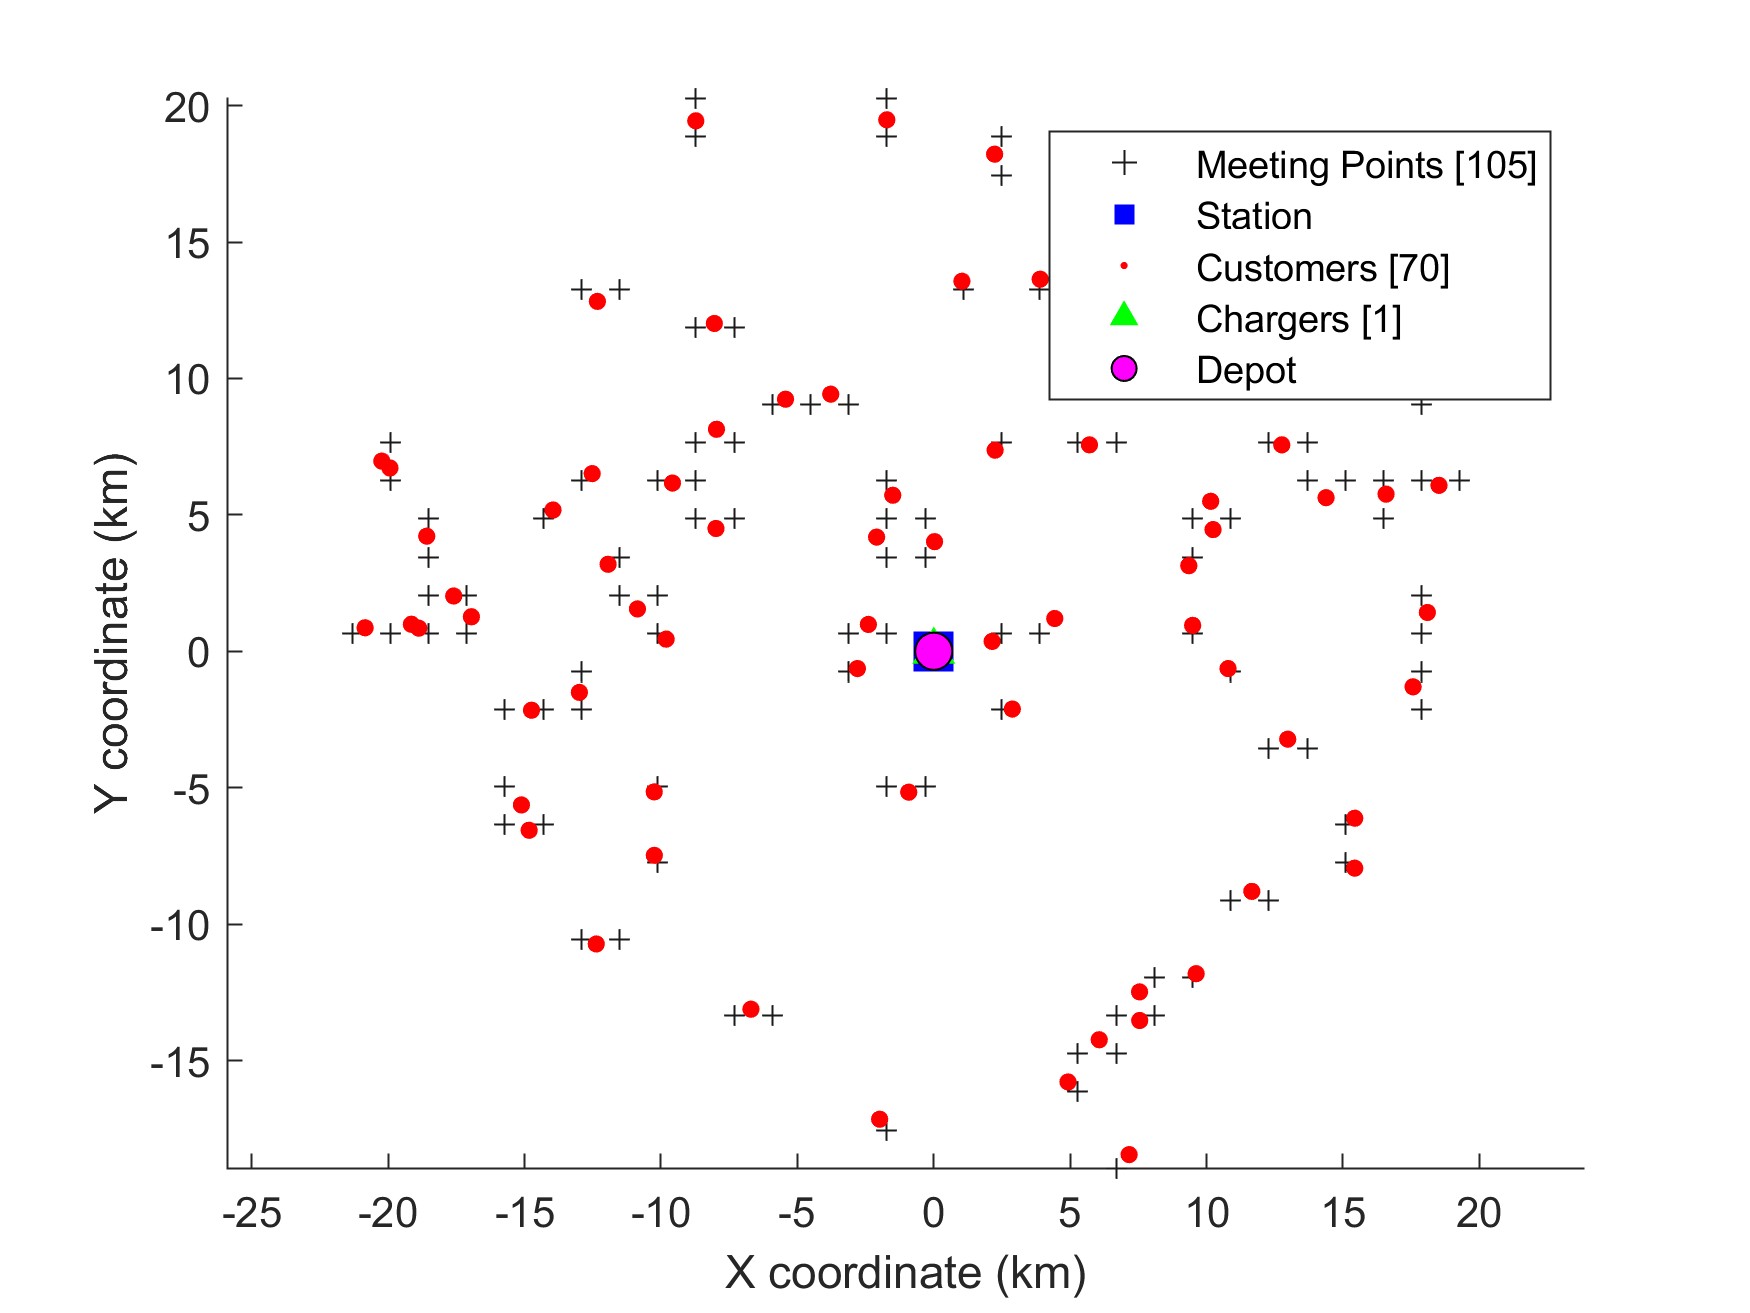 20
15
10
5
0
-5
-10
-15
Y coordinate (km)
Meeting Points [105]
Station
Customers [70]
Chargers [1]
Depot
-25 -20 -15 -10 -5 0 5 10 15 20
X coordinate (km)